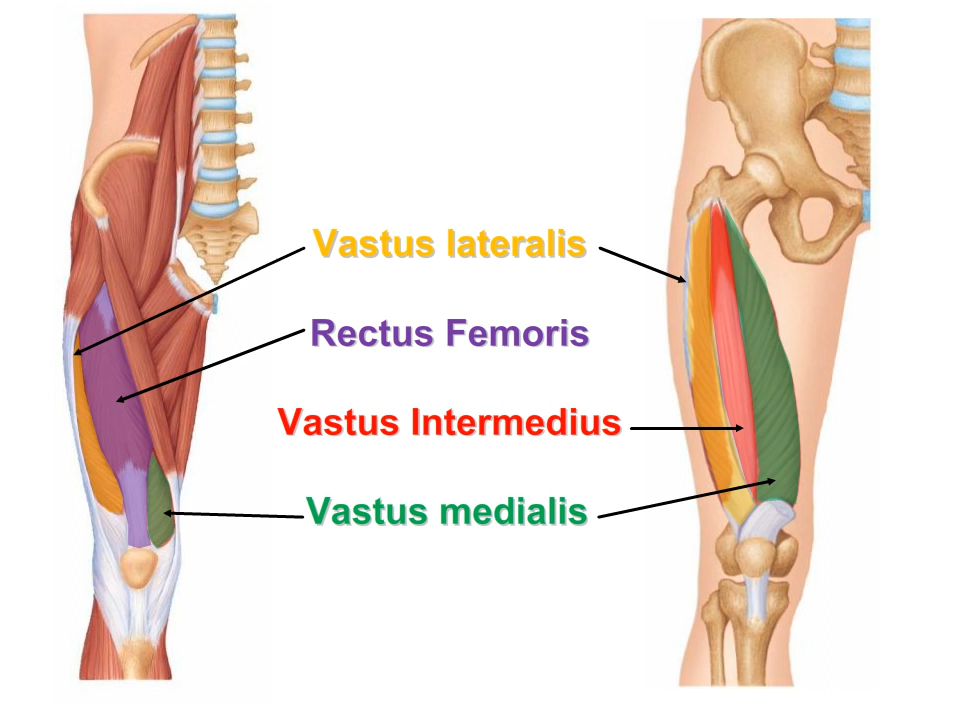 Vastus lateralis
Rectus Femoris
Vastus Intermedius
Vastus medialis